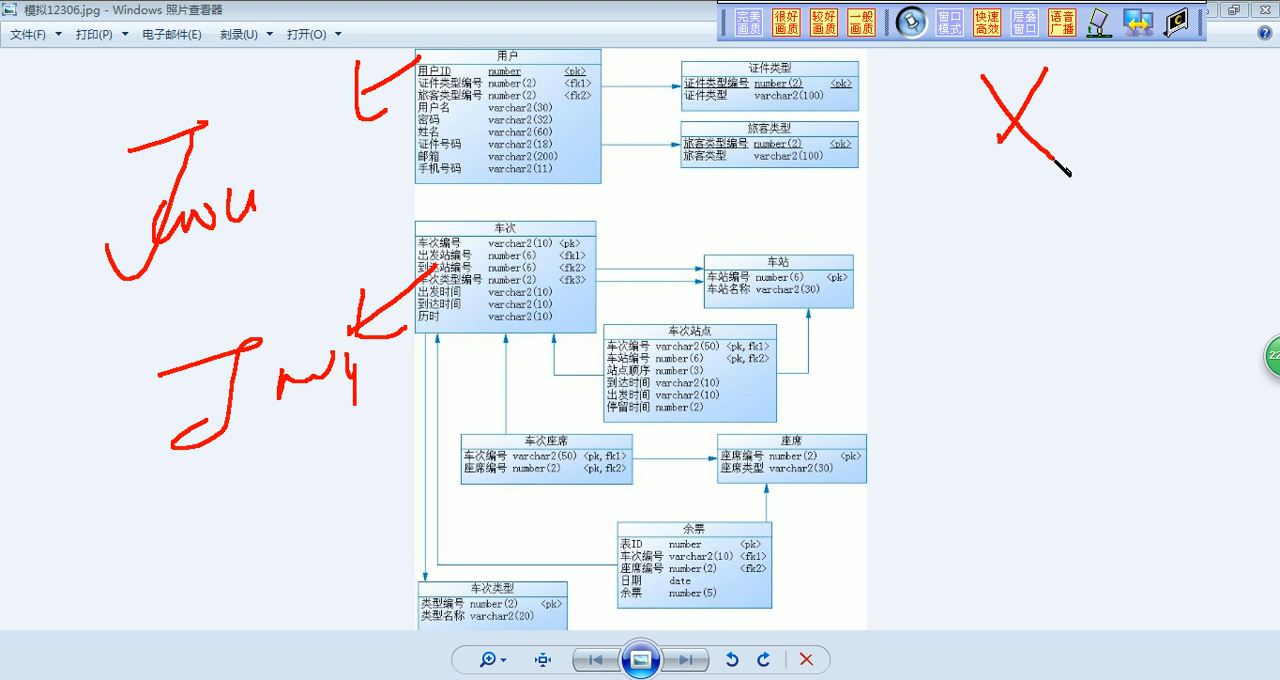 模拟12306.jpg - Windows 照片查看器
文件(F) 打印(P) 电子邮件(E) 刻录(U) 打开(O)
完美画质 很好画质 较好画质 一般画质 窗口模式 快速高效 层叠窗口 语音广播
用户
用户ID number <pk>
证件类型编号 number(2) <fk1>
旅客类型编号 number(2) <fk2>
用户名 varchar2(30)
密码 varchar2(32)
姓名 varchar2(60)
证件号码 varchar2(18)
邮箱 varchar2(200)
手机号码 varchar2(11)
证件类型
证件类型编号 number(2) <pk>
证件类型 varchar2(100)
旅客类型
旅客类型编号 number(2) <pk>
旅客类型 varchar2(100)
车次
车次编号 varchar2(10) <pk>
出发站编号 number(6) <fk1>
到达站编号 number(6) <fk2>
车次类型编号 number(2) <fk3>
出发时间 varchar2(10)
到达时间 varchar2(10)
历时 varchar2(10)
车站
车站编号 number(6) <pk>
车站名称 varchar2(30)
车次站点
车次编号 varchar2(50) <pk,fk1>
车站编号 number(6) <pk,fk2>
站点顺序 number(3)
到达时间 varchar2(10)
出发时间 varchar2(10)
停留时间 number(2)
车次座席
车次编号 varchar2(50) <pk,fk1>
座席编号 number(2) <pk,fk2>
座席
座席编号 number(2) <pk>
座席类型 varchar2(30)
余票
表ID number <pk>
车次编号 varchar2(10) <fk1>
座席编号 number(2) <fk2>
日期 date
余票 number(5)
车次类型
类型编号 number(2) <pk>
类型名称 varchar2(20)
22